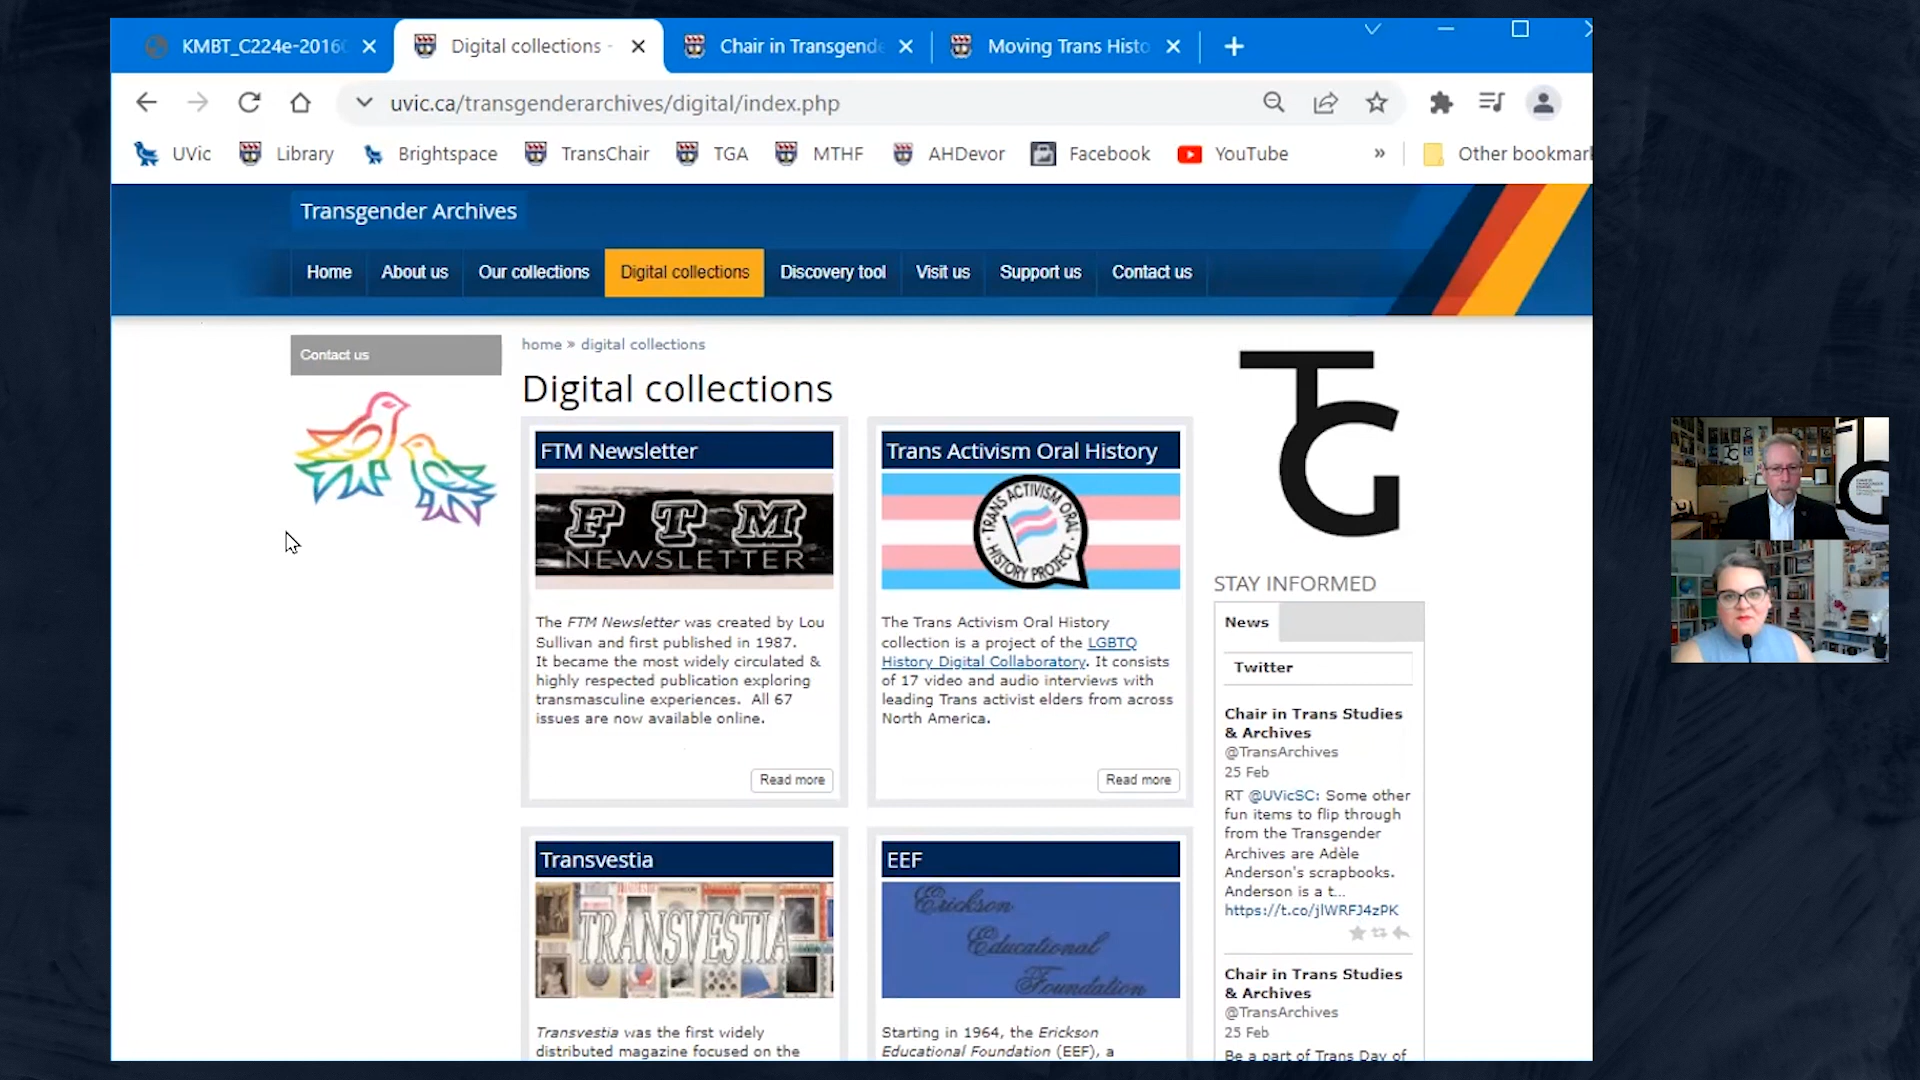 KMBT_C224e-2016
Digital collections -
Chair in Transgende
Moving Trans Histo
uvic.ca/transgenderarchives/digital/index.php
UVic
Library
Brightspace
TransChair
TGA
MTHF
AHDevor
Facebook
YouTube
»
Other bookmar
Transgender Archives
Home
About us
Our collections
Digital collections
Discovery tool
Visit us
Support us
Contact us
Contact us
home » digital collections
Digital collections
FTM Newsletter
FTM
NEWSLETTER
The FTM Newsletter was created by Lou
Sullivan and first published in 1987.
It became the most widely circulated &
highly respected publication exploring
transmasculine experiences. All 67
issues are now available online.
Read more
Trans Activism Oral History
TRANS ACTIVISM ORAL
HISTORY PROJECT
The Trans Activism Oral History
collection is a project of the LGBTQ
History Digital Collaboratory. It consists
of 17 video and audio interviews with
leading Trans activist elders from across
North America.
Read more
Transvestia
TRANSVESTIA
Transvestia was the first widely
distributed magazine focused on the
EEF
Erickson
Educational
Foundation
Starting in 1964, the Erickson
Educational Foundation (EEF), a
TG
STAY INFORMED
News
Twitter
Chair in Trans Studies
& Archives
@TransArchives
25 Feb
RT @UVicSC: Some other
fun items to flip through
from the Transgender
Archives are Adèle
Anderson's scrapbooks.
Anderson is a t...
https://t.co/jlWRFJ4zPK
Chair in Trans Studies
& Archives
@TransArchives
25 Feb
Be a part of Trans Day of